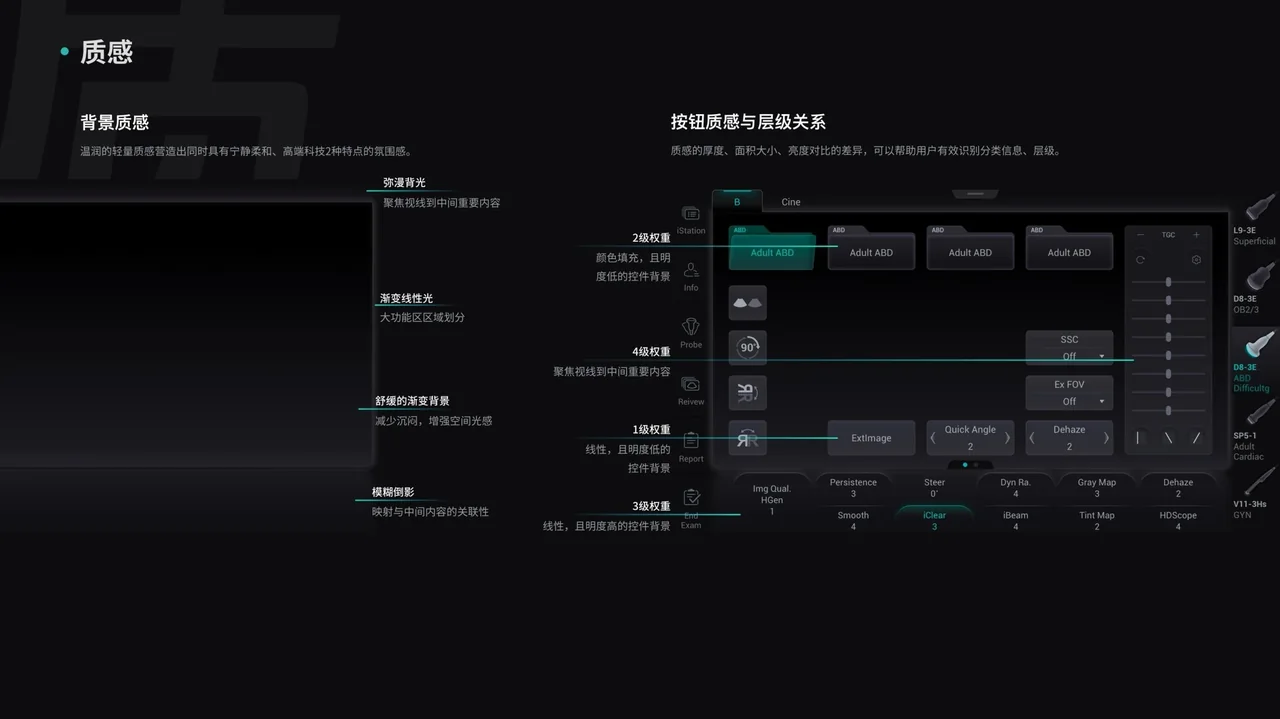 质感
背景质感
温润的轻量质感营造出同时具有宁静柔和、高端科技2种特点的氛围感。
弥漫背光
聚焦视线到中间重要内容
渐变线性光
大功能区区域划分
舒缓的渐变背景
减少沉闷，增强空间光感
模糊倒影
映射与中间内容的关联性
按钮质感与层级关系
质感的厚度、面积大小、亮度对比的差异，可以帮助用户有效识别分类信息、层级。
2级权重
颜色填充，且明
度低的控件背景
4级权重
聚焦视线到中间重要内容
1级权重
线性，且明度低的
控件背景
3级权重
线性，且明度高的控件背景
iStation
Info
Probe
Reivew
Report
End
Exam
B
Cine
ABD
Adult ABD
ABD
Adult ABD
ABD
Adult ABD
ABD
Adult ABD
90°
SSC
Off
Ex FOV
Off
ExtImage
Quick Angle
2
Dehaze
2
TGC
Img Qual.
HGen
1
Persistence
3
Steer
0°
Dyn Ra.
4
Gray Map
3
Dehaze
2
Smooth
4
iClear
3
iBeam
4
Tint Map
2
HDScope
4
L9-3E
Superficial
D8-3E
OB2/3
D8-3E
ABD
Difficultg
SP5-1
Adult
Cardiac
V11-3Hs
GYN